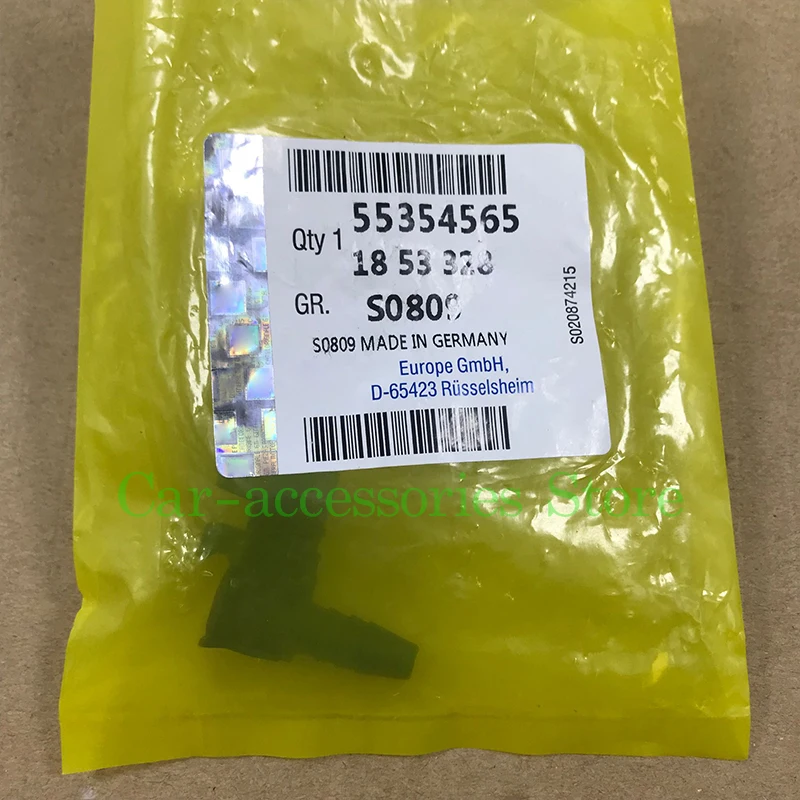 55354565
Qty 1
18 53 328
GR. S0809
S0809 MADE IN GERMANY
Europe GmbH,
D-65423 Rüsselsheim
S020874215
Car-accessories Store